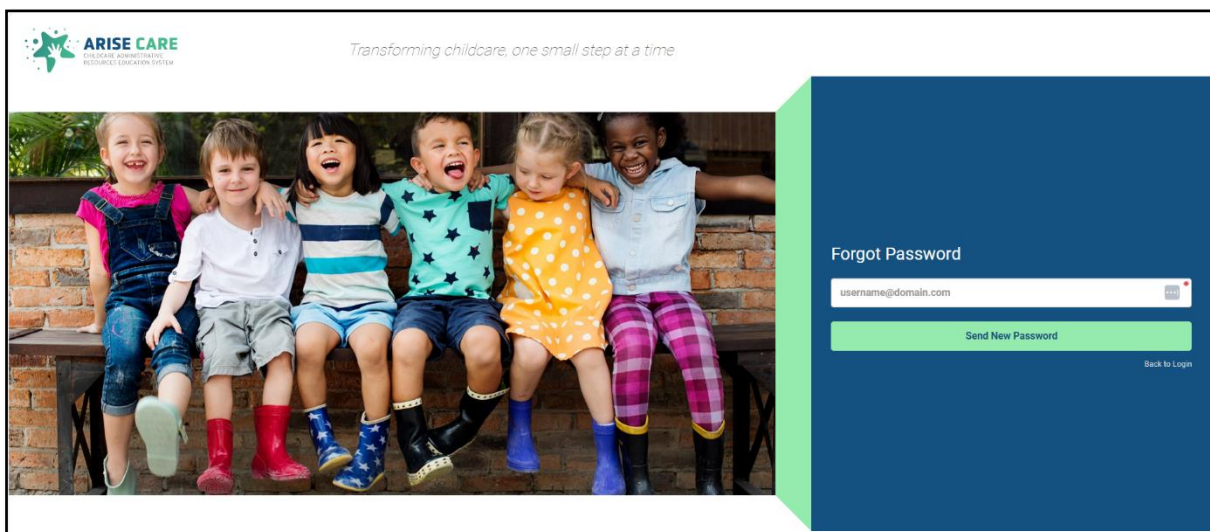 ARISE CARE
CHILDCARE ADMINISTRATIVE
RESOURCES EDUCATION SYSTEM
Transforming childcare, one small step at a time
Forgot Password
username@domain.com
Send New Password
Back to Login